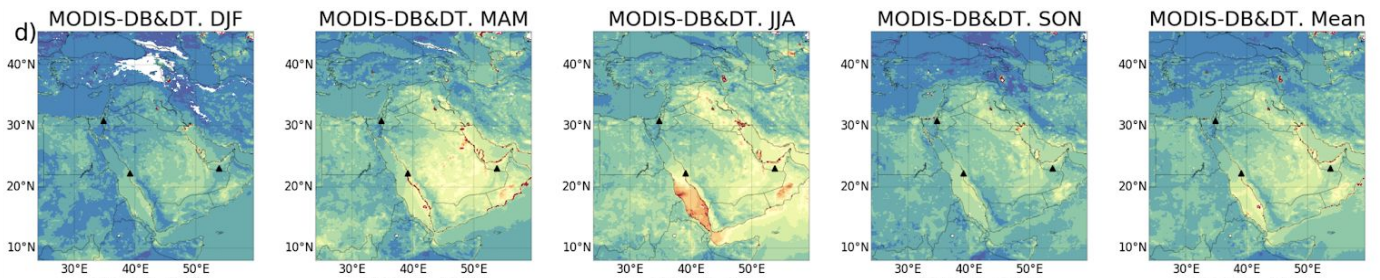 d)
MODIS-DB&DT. DJF MODIS-DB&DT. MAM MODIS-DB&DT. JJA MODIS-DB&DT. SON MODIS-DB&DT. Mean
40°N 40°N 40°N 40°N 40°N
30°N 30°N 30°N 30°N 30°N
20°N 20°N 20°N 20°N 20°N
10°N 10°N 10°N 10°N 10°N
30°E 40°E 50°E 30°E 40°E 50°E 30°E 40°E 50°E 30°E 40°E 50°E 30°E 40°E 50°E